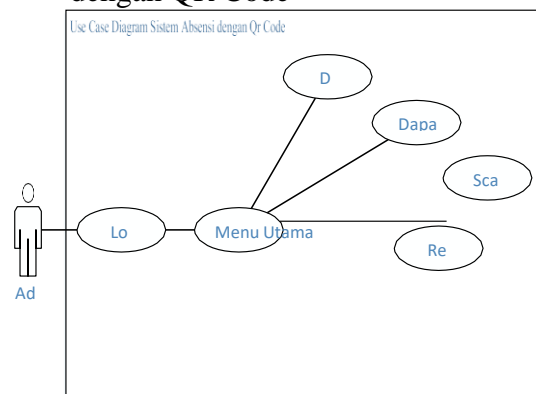 dengan QR Code
Use Case Diagram Sistem Absensi dengan Qr Code
D
Dapa
Sca
Lo
Menu Utama
Re
Ad